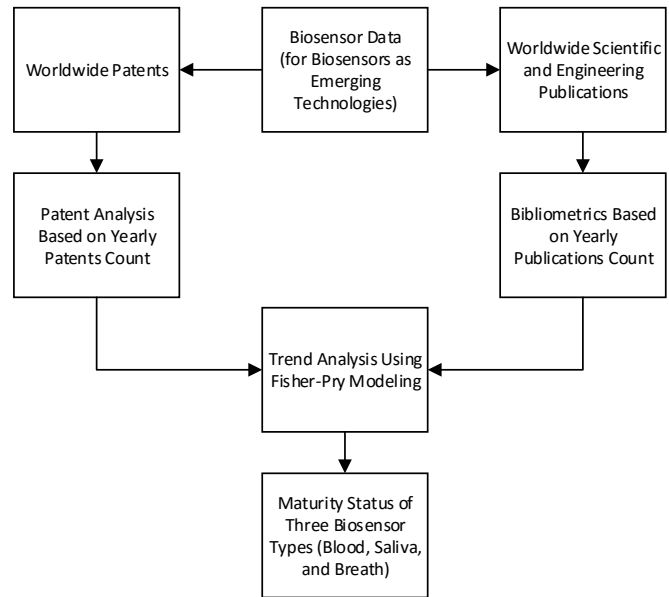 Worldwide Patents
Biosensor Data
(for Biosensors as
Emerging
Technologies)
Worldwide Scientific
and Engineering
Publications
Patent Analysis
Based on Yearly
Patents Count
Bibliometrics Based
on Yearly
Publications Count
Trend Analysis Using
Fisher-Pry Modeling
Maturity Status of
Three Biosensor
Types (Blood, Saliva,
and Breath)